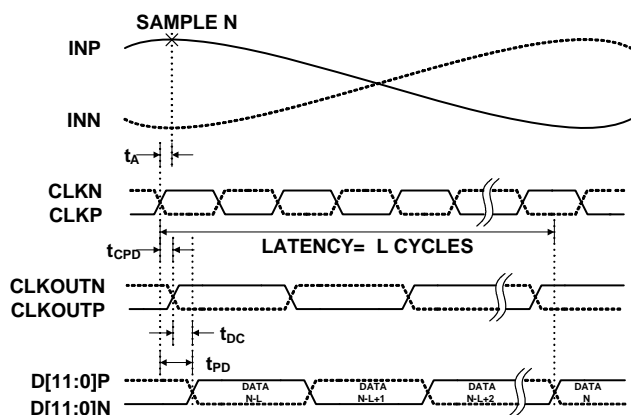 SAMPLE N
INP
INN
tA
CLKN
CLKP
LATENCY= L CYCLES
tCPD
CLKOUTN
CLKOUTP
tDC
tPD
D[11:0]P
D[11:0]N
DATA
N-L
DATA
N-L+1
DATA
N-L+2
DATA
N